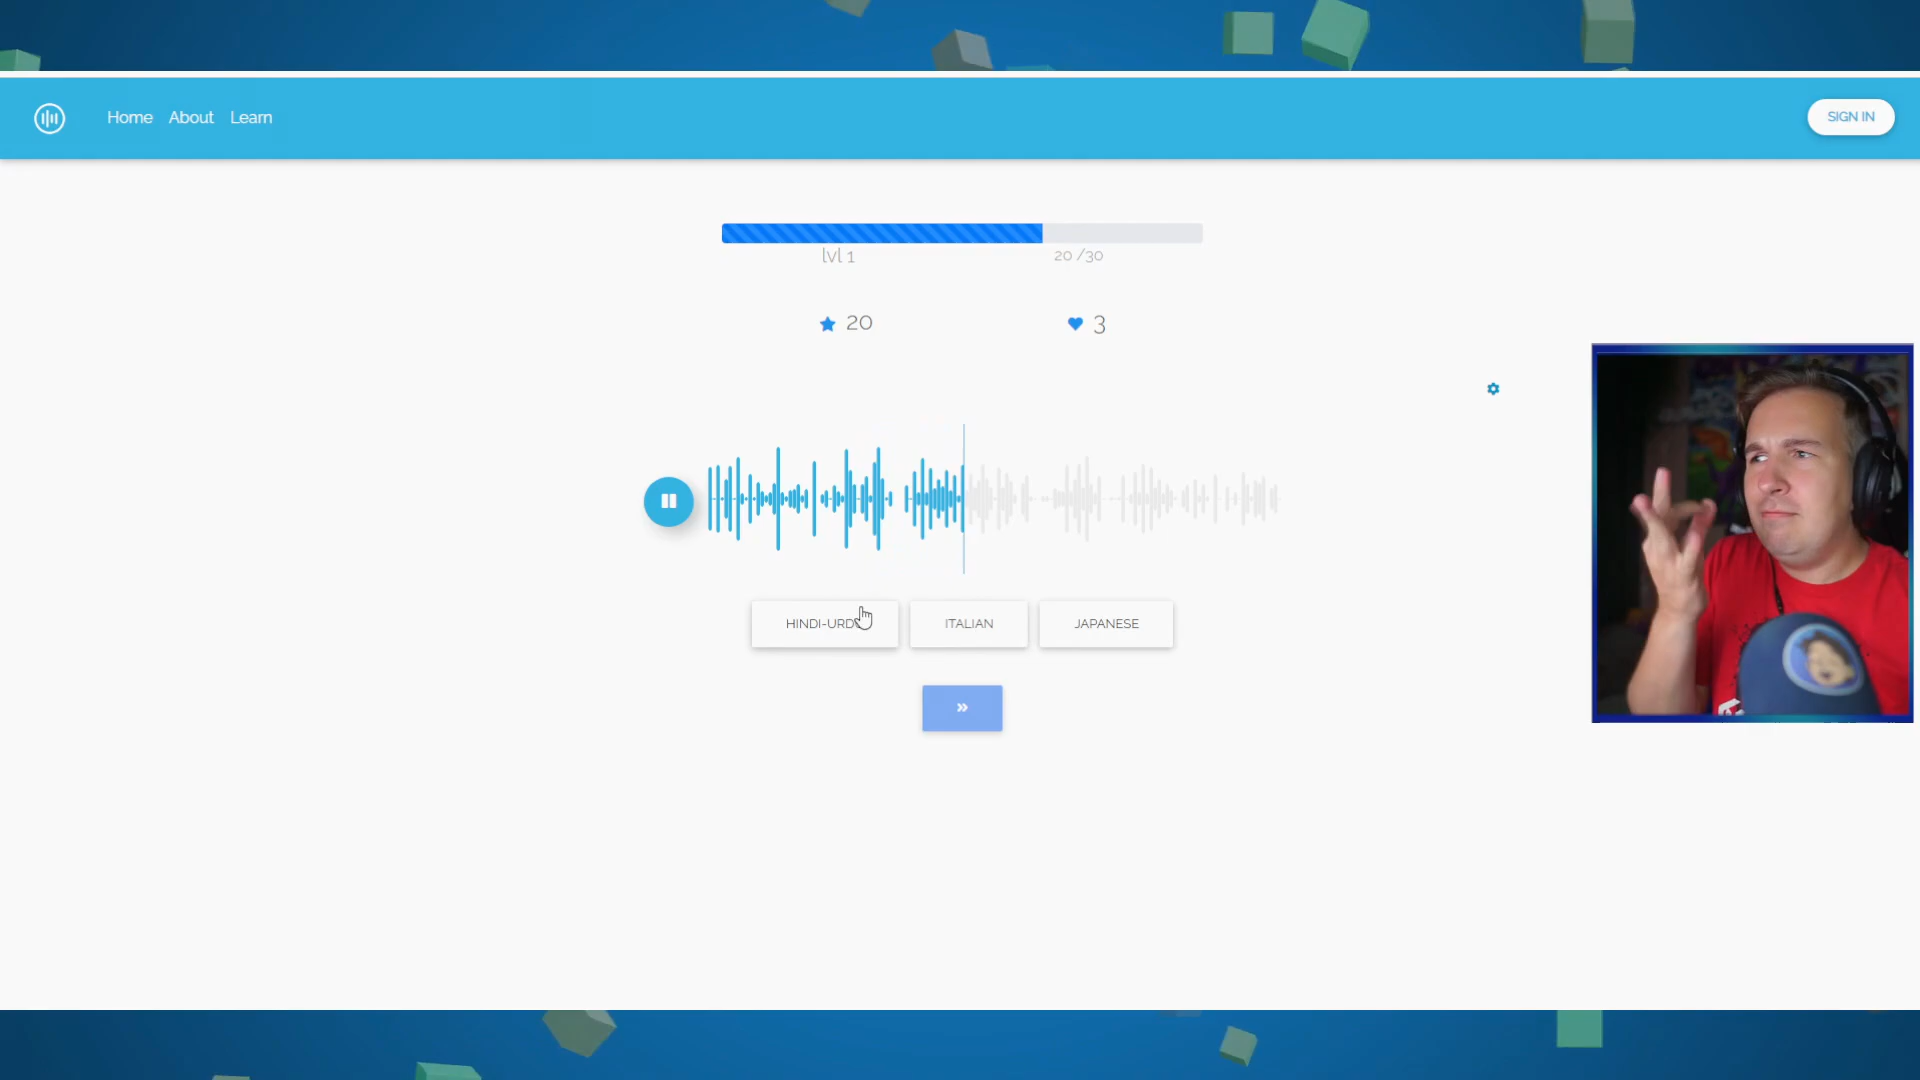 Home About Learn
SIGN IN
lvl 1
20 /30
20
3
HINDI-URDU
ITALIAN
JAPANESE
»